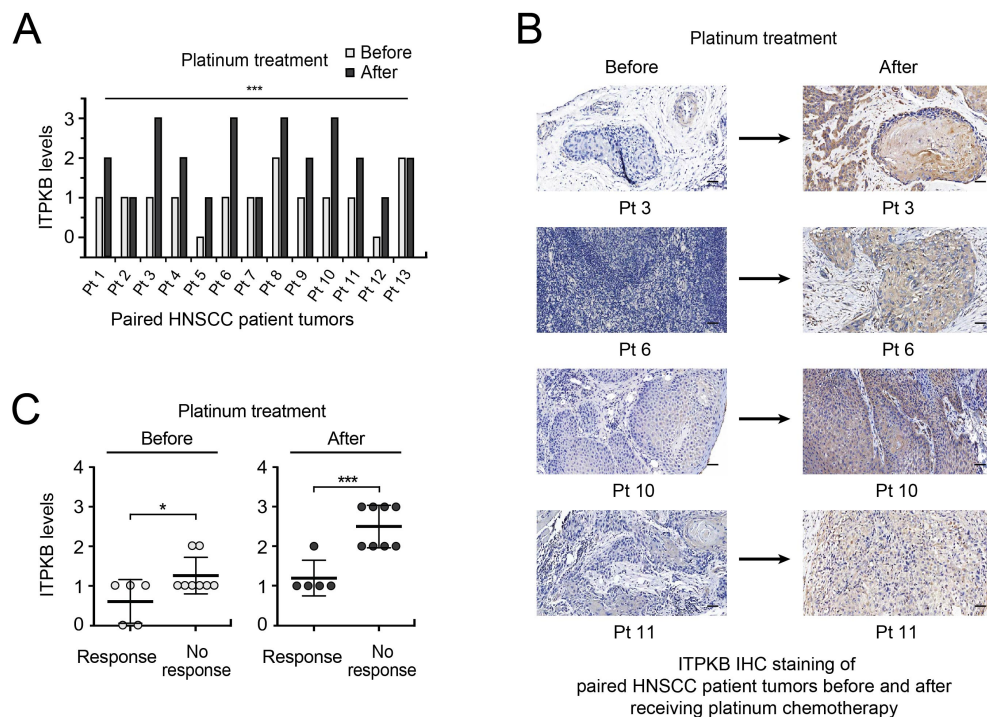 A
Platinum treatment
Before
After
***
ITPKB levels
3
2
1
0
Pt 1
Pt 2
Pt 3
Pt 4
Pt 5
Pt 6
Pt 7
Pt 8
Pt 9
Pt 10
Pt 11
Pt 12
Pt 13
Paired HNSCC patient tumors
B
Platinum treatment
Before After
Pt 3 Pt 3
Pt 6 Pt 6
Pt 10 Pt 10
Pt 11 Pt 11
ITPKB IHC staining of
paired HNSCC patient tumors before and after
receiving platinum chemotherapy
C
Platinum treatment
Before
ITPKB levels
4
3
2
1
0
*
Response
No
response
After
4
3
2
1
0
***
Response
No
response